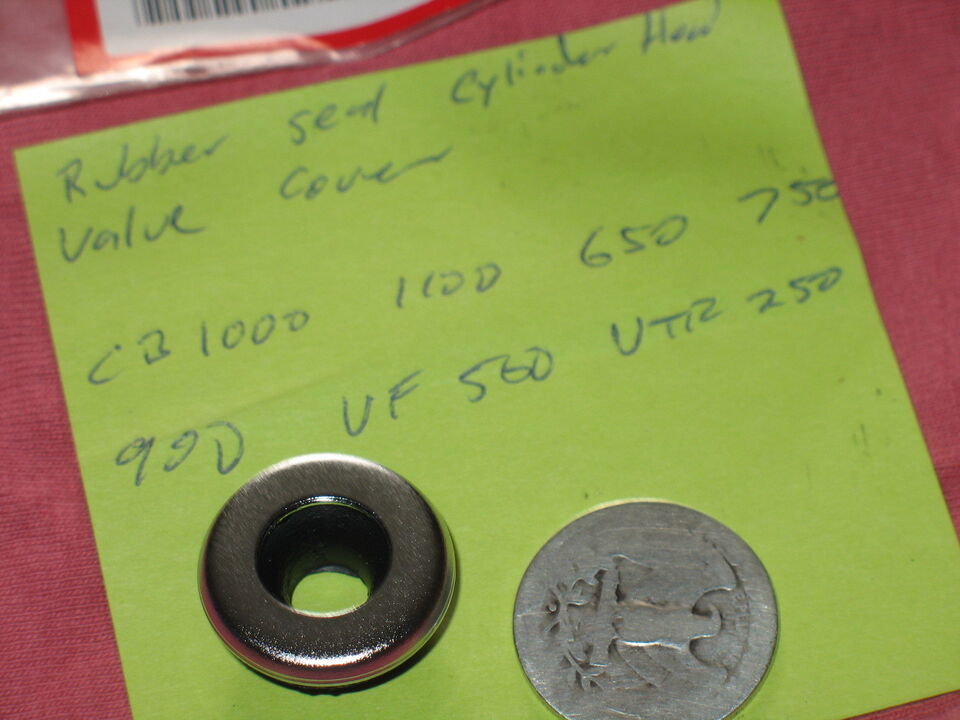 Rubber seal Cylinder Head
Valve Cover
CB1000 1100 650 750
900 VF 500 VTR 250